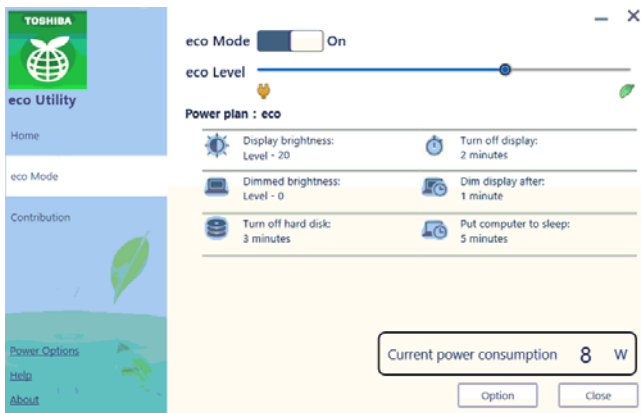 TOSHIBA
eco Utility
Home
eco Mode
Contribution
Power Options
Help
About
eco Mode On
eco Level
Power plan : eco
Display brightness:
Level - 20
Turn off display:
2 minutes
Dimmed brightness:
Level - 0
Dim display after:
1 minute
Turn off hard disk:
3 minutes
Put computer to sleep:
5 minutes
Current power consumption 8 W
Option
Close